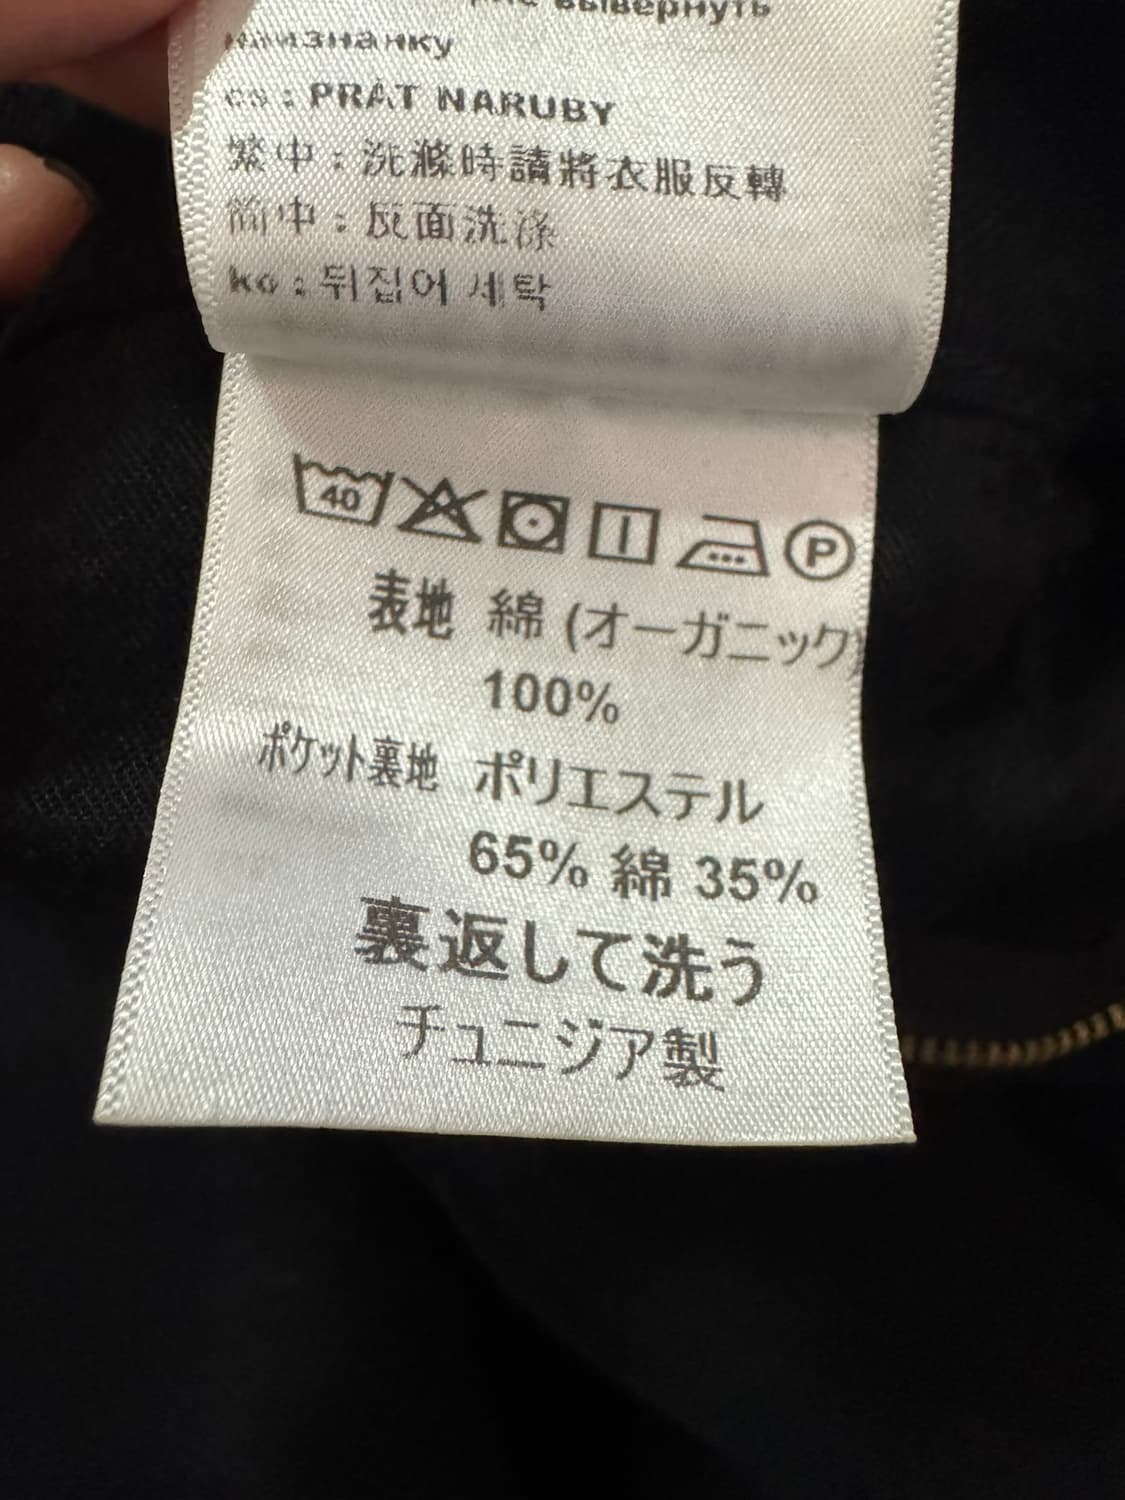 вывернуть
наизнанку
cs : PRÁT NARUBY
繁中 : 洗滌時請將衣服反轉
简中 : 反面洗涤
ko : 뒤집어 세탁
40
P
表地 綿 (オーガニック)
100%
ポケット裏地 ポリエステル
65% 綿 35%
裏返して洗う
チュニジア製